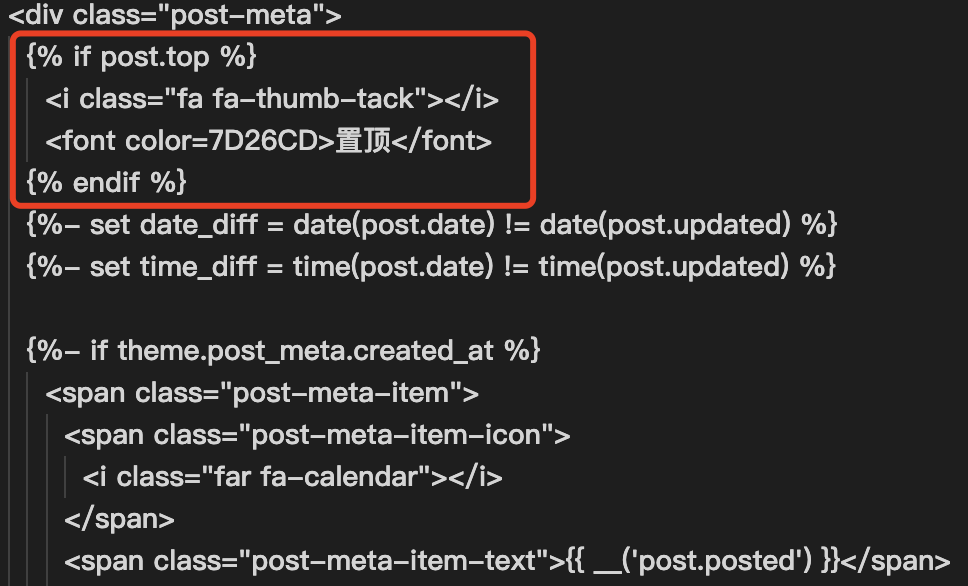 <div class="post-meta">
{% if post.top %}
<i class="fa fa-thumb-tack"></i>
<font color=7D26CD>置顶</font>
{% endif %}
{%- set date_diff = date(post.date) != date(post.updated) %}
{%- set time_diff = time(post.date) != time(post.updated) %}
{%- if theme.post_meta.created_at %}
<span class="post-meta-item">
<span class="post-meta-item-icon">
<i class="far fa-calendar"></i>
</span>
<span class="post-meta-item-text">{{ __('post.posted') }}</span>